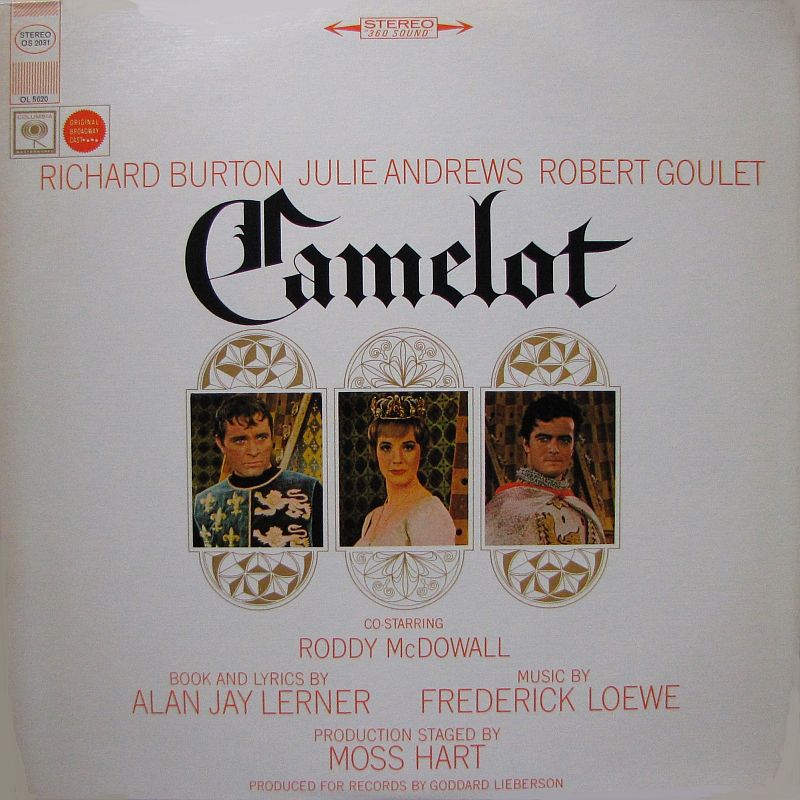 STEREO
OS 2031
OL 5620
STEREO
"360 SOUND"
COLUMBIA
MASTERWORKS
ORIGINAL
BROADWAY
CAST
RICHARD BURTON JULIE ANDREWS ROBERT GOULET
Camelot
CO-STARRING
RODDY McDOWALL
BOOK AND LYRICS BY
ALAN JAY LERNER
MUSIC BY
FREDERICK LOEWE
PRODUCTION STAGED BY
MOSS HART
PRODUCED FOR RECORDS BY GODDARD LIEBERSON